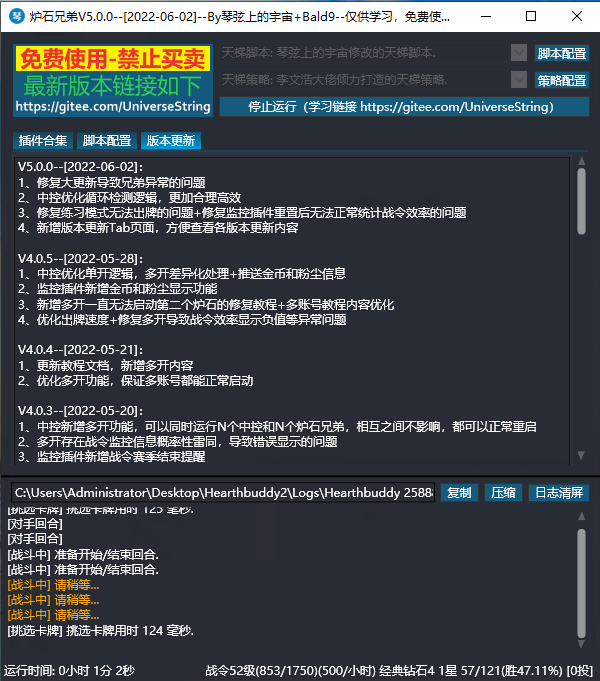 炉石兄弟V5.0.0--[2022-06-02]--By琴弦上的宇宙+Bald9--仅供学习，免费使...
免费使用-禁止买卖
最新版本链接如下
https://gitee.com/UniverseString
天梯脚本: 琴弦上的宇宙修改的天梯脚本.
脚本配置
天梯策略: 李文浩大佬倾力打造的天梯策略.
策略配置
停止运行（学习链接 https://gitee.com/UniverseString）
插件合集 脚本配置 版本更新
V5.0.0--[2022-06-02]：
1、修复大更新导致兄弟异常的问题
2、中控优化循环检测逻辑，更加合理高效
3、修复练习模式无法出牌的问题+修复监控插件重置后无法正常统计战令效率的问题
4、新增版本更新Tab页面，方便查看各版本更新内容
V4.0.5--[2022-05-28]：
1、中控优化单开逻辑，多开差异化处理+推送金币和粉尘信息
2、监控插件新增金币和粉尘显示功能
3、新增多开一直无法启动第二个炉石的修复教程+多账号教程内容优化
4、优化出牌速度+修复多开导致战令效率显示负值等异常问题
V4.0.4--[2022-05-21]：
1、更新教程文档，新增多开内容
2、优化多开功能，保证多账号都能正常启动
V4.0.3--[2022-05-20]：
1、中控新增多开功能，可以同时运行N个中控和N个炉石兄弟，相互之间不影响，都可以正常重启
2、多开存在战令监控信息概率性雷同，导致错误显示的问题
3、监控插件新增战令赛季结束提醒
C:\Users\Administrator\Desktop\Hearthbuddy2\Logs\Hearthbuddy 2588
复制 压缩 日志清屏
[挑选卡牌] 挑选卡牌用时 125 毫秒.
[对手回合]
[对手回合]
[战斗中] 准备开始/结束回合.
[战斗中] 准备开始/结束回合.
[战斗中] 请稍等...
[战斗中] 请稍等...
[战斗中] 请稍等...
[挑选卡牌] 挑选卡牌用时 124 毫秒.
运行时间: 0小时 1分 2秒
战令52级(853/1750)(500/小时) 经典钻石4 1星 57/121(胜47.11%) [0投]